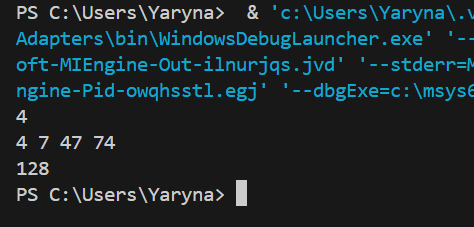 PS C:\Users\Yaryna>  & 'c:\Users\Yaryna\.v
Adapters\bin\WindowsDebugLauncher.exe' '--
oft-MIEngine-Out-ilnurjqs.jvd' '--stderr=M
ngine-Pid-owqhsstl.egj' '--dbgExe=c:\msys6
4
4 7 47 74
128
PS C:\Users\Yaryna>